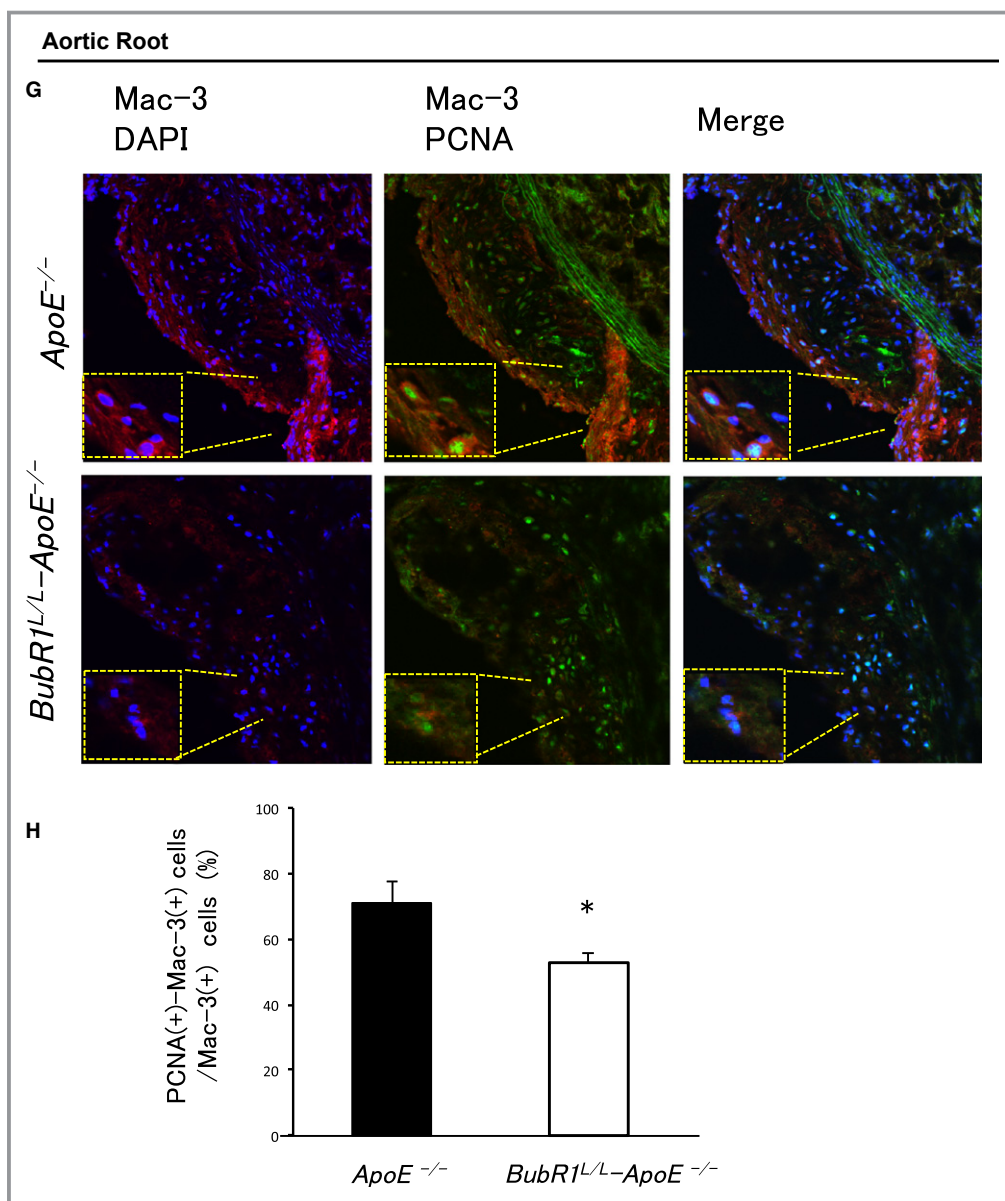 Aortic Root
G
Mac-3
DAPI
Mac-3
PCNA
Merge
ApoE-/-
BubR1L/L-ApoE-/-
H
PCNA(+)-Mac-3(+) cells
/Mac-3(+) cells (%)
100
80
60
40
20
0
*
ApoE -/-
BubR1L/L-ApoE -/-